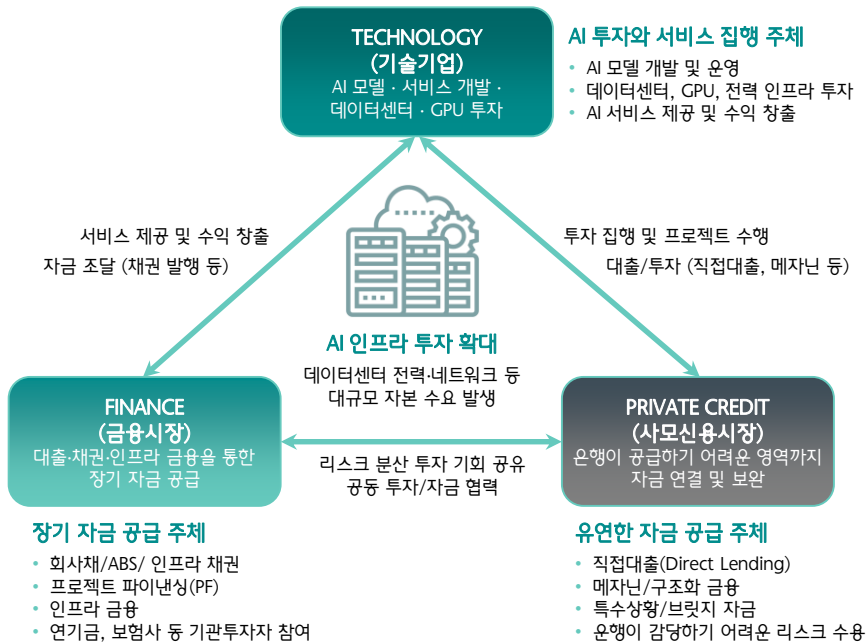 TECHNOLOGY
(기술기업)
AI 모델 · 서비스 개발 ·
데이터센터 · GPU 투자
AI 투자와 서비스 집행 주체
• AI 모델 개발 및 운영
• 데이터센터, GPU, 전력 인프라 투자
• AI 서비스 제공 및 수익 창출
서비스 제공 및 수익 창출
자금 조달 (채권 발행 등)
투자 집행 및 프로젝트 수행
대출/투자 (직접대출, 메자닌 등)
AI 인프라 투자 확대
데이터센터 전력·네트워크 등
대규모 자본 수요 발생
FINANCE
(금융시장)
대출·채권·인프라 금융을 통한
장기 자금 공급
리스크 분산 투자 기회 공유
공동 투자/자금 협력
PRIVATE CREDIT
(사모신용시장)
은행이 공급하기 어려운 영역까지
자금 연결 및 보완
장기 자금 공급 주체
• 회사채/ABS/ 인프라 채권
• 프로젝트 파이낸싱(PF)
• 인프라 금융
• 연기금, 보험사 등 기관투자자 참여
유연한 자금 공급 주체
• 직접대출(Direct Lending)
• 메자닌/구조화 금융
• 특수상황/브릿지 자금
• 은행이 감당하기 어려운 리스크 수용